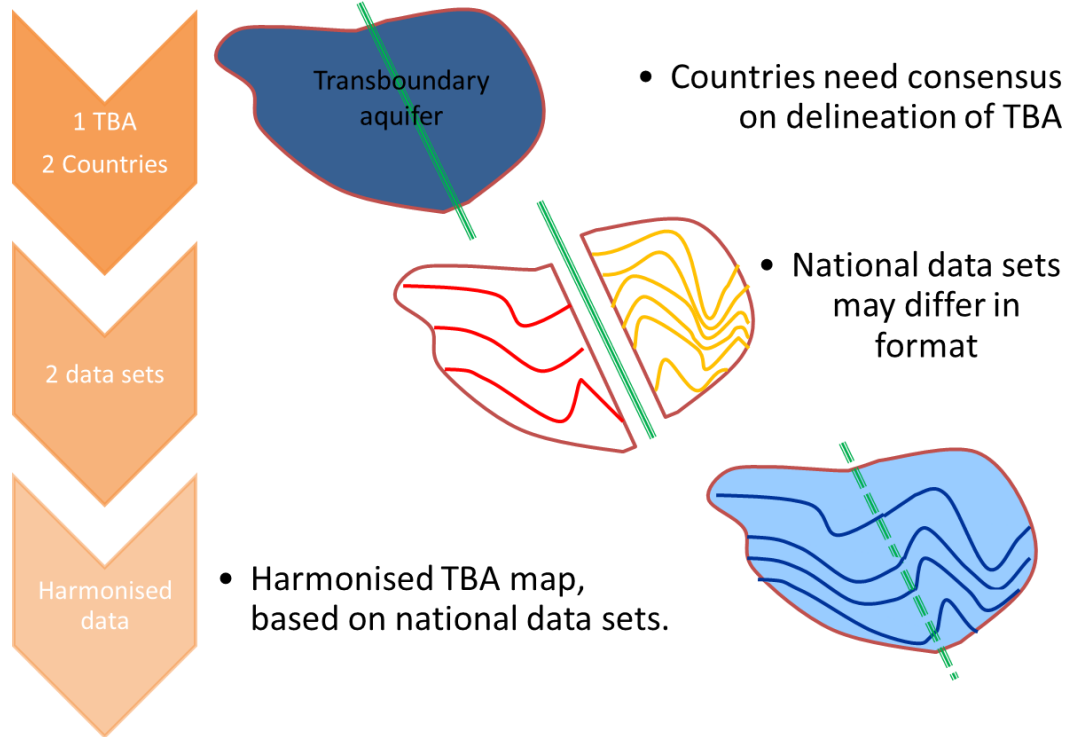 1 TBA
2 Countries
Transboundary
aquifer
• Countries need consensus
on delineation of TBA
2 data sets
• National data sets
may differ in
format
Harmonised
data
• Harmonised TBA map,
based on national data sets.